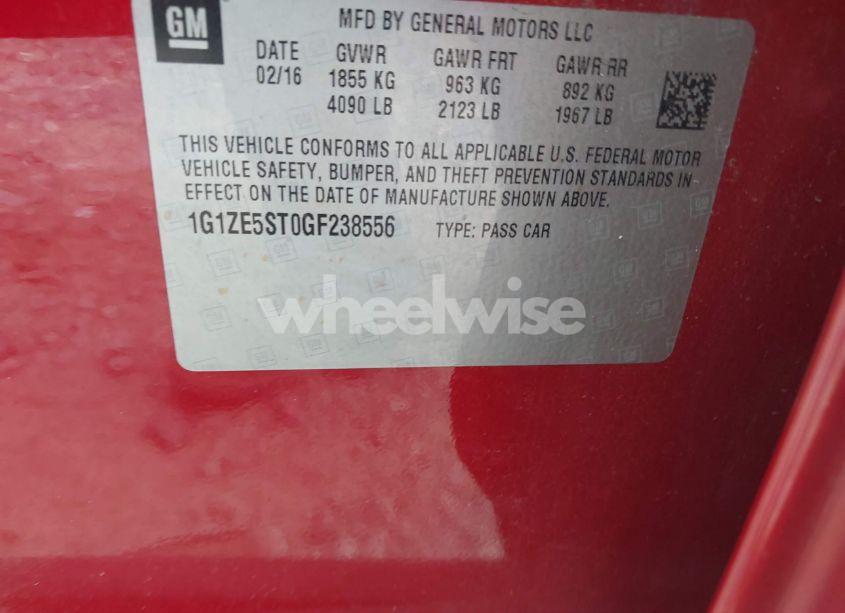 GM
MFD BY GENERAL MOTORS LLC
DATE GVWR GAWR FRT GAWR RR
02/16 1855 KG 963 KG 892 KG
4090 LB 2123 LB 1967 LB
THIS VEHICLE CONFORMS TO ALL APPLICABLE U.S. FEDERAL MOTOR
VEHICLE SAFETY, BUMPER, AND THEFT PREVENTION STANDARDS IN
EFFECT ON THE DATE OF MANUFACTURE SHOWN ABOVE.
1G1ZE5ST0GF238556 TYPE: PASS CAR
wheelwise